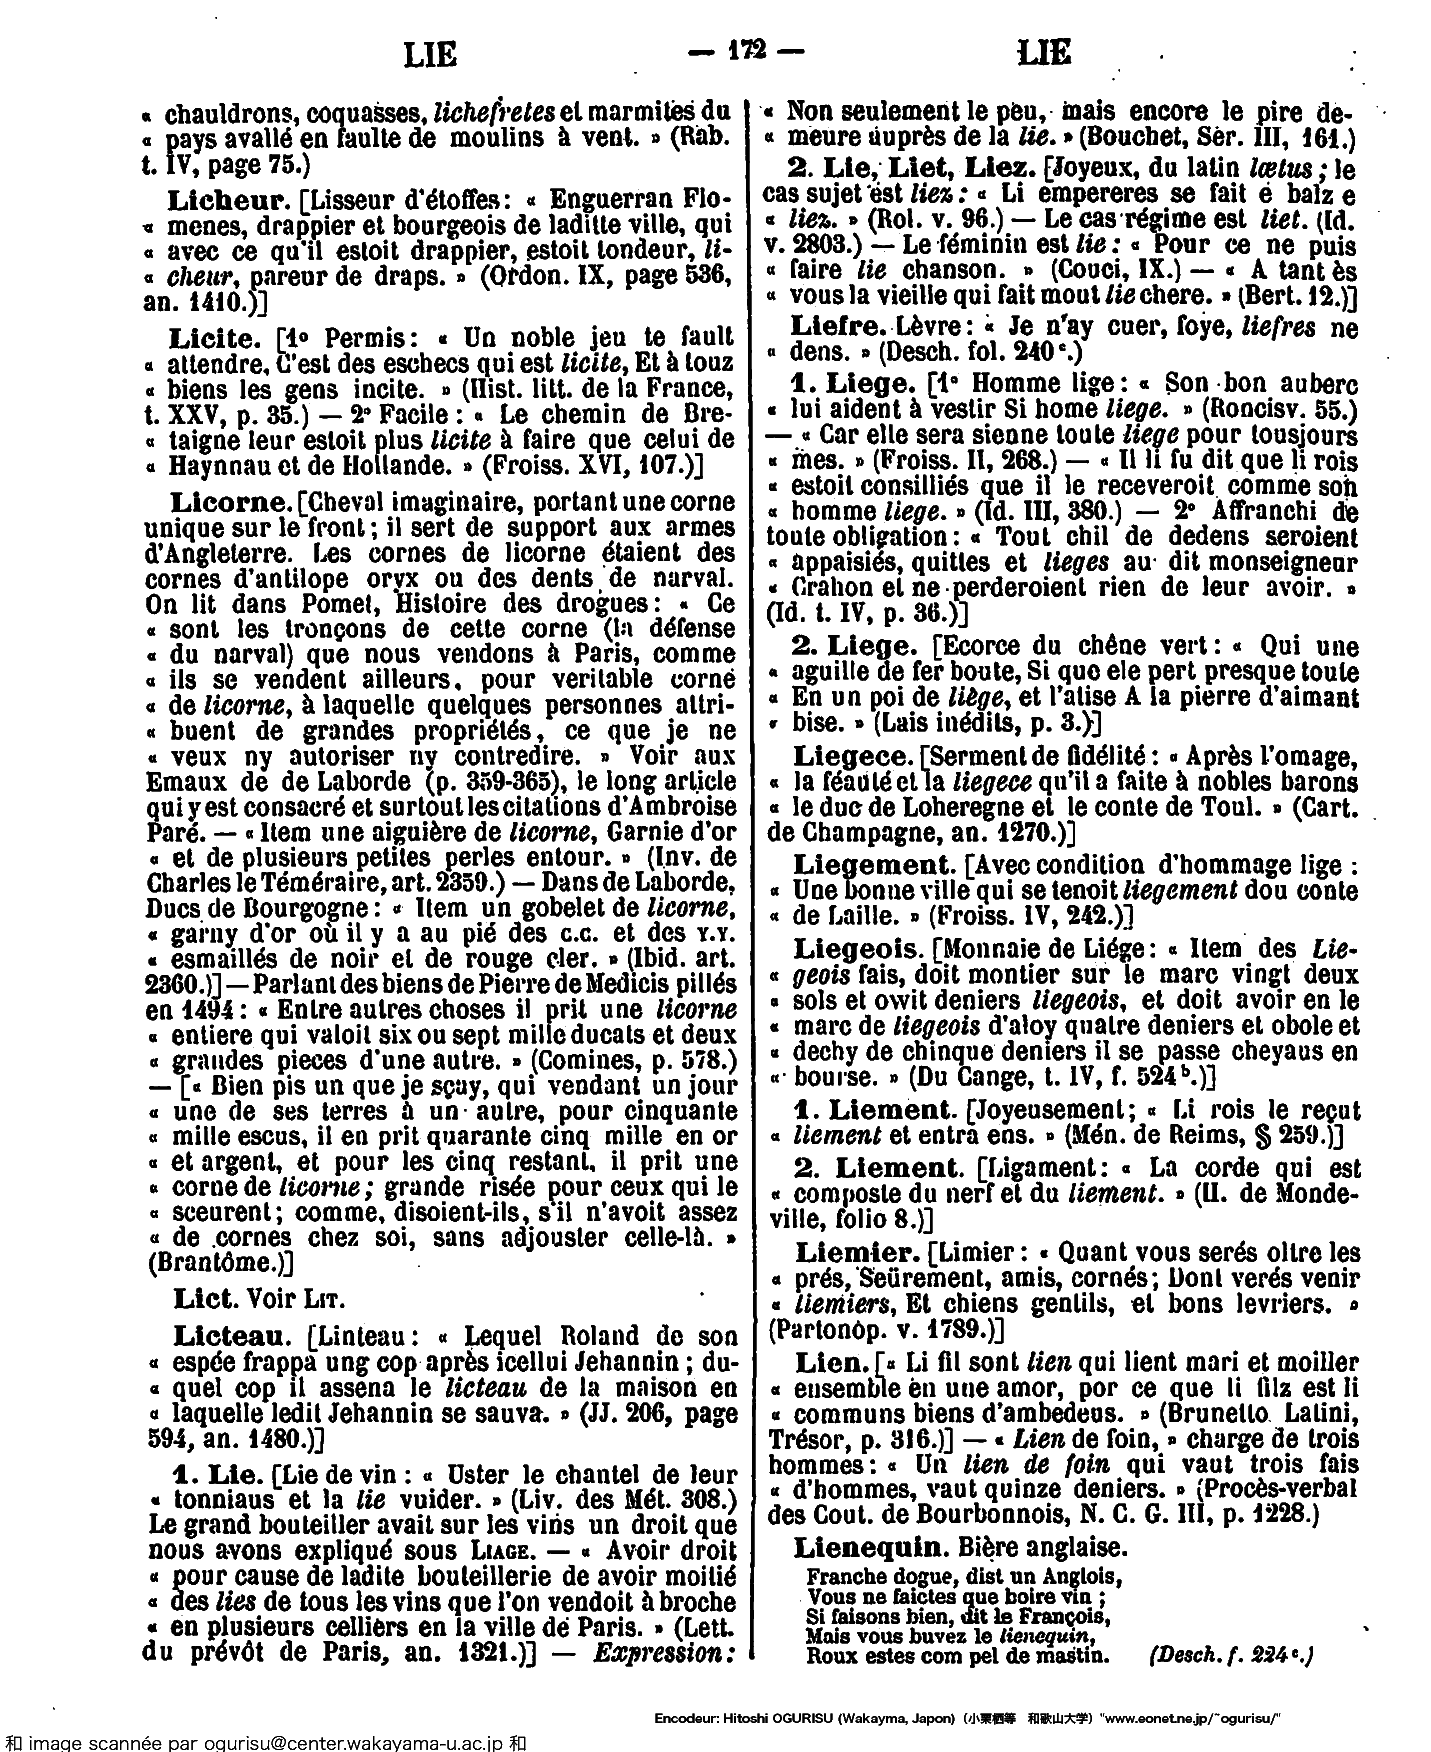 LIE — 172 — LIE
« chauldrons, coquasses, lichefretes et marmites du
« pays avallé en faulte de moulins à vent. » (Rab.
t. IV, page 75.)
Licheur. [Lisseur d'étoffes : « Enguerran Flo-
« menes, drappier et bourgeois de laditte ville, qui
« avec ce qu'il estoit drappier, estoit tondeur, li-
« cheur, pareur de draps. » (Ordon. IX, page 536,
an. 1410.)]
Licite. [1º Permis : « Un noble jeu te fault
« attendre, C'est des eschecs qui est licite, Et à touz
« biens les gens incite. » (Hist. litt. de la France,
t. XXV, p. 35.) — 2º Facile : « Le chemin de Bre-
« taigne leur estoit plus licite à faire que celui de
« Haynnau et de Hollande. » (Froiss. XVI, 107.)]
Licorne. [Cheval imaginaire, portant une corne
unique sur le front ; il sert de support aux armes
d'Angleterre. Les cornes de licorne étaient des
cornes d'antilope oryx ou des dents de narval.
On lit dans Pomet, Histoire des drogues : « Ce
« sont les tronçons de cette corne (la défense
« du narval) que nous vendons à Paris, comme
« ils se vendent ailleurs, pour veritable corne
« de licorne, à laquelle quelques personnes attri-
« buent de grandes propriétés, ce que je ne
« veux ny autoriser ny contredire. » Voir aux
Emaux de de Laborde (p. 359-365), le long article
qui y est consacré et surtout les citations d'Ambroise
Paré. — « Item une aiguière de licorne, Garnie d'or
« et de plusieurs petites perles entour. » (Inv. de
Charles le Téméraire, art. 2359.) — Dans de Laborde,
Ducs de Bourgogne : « Item un gobelet de licorne,
« garny d'or où il y a au pié des C.C. et des Y.Y.
« esmaillés de noir et de rouge cler. » (Ibid. art.
2360.)] — Parlant des biens de Pierre de Medicis pillés
en 1494 : « Entre autres choses il prit une licorne
« entiere qui valoit six ou sept mille ducats et deux
« grandes pieces d'une autre. » (Comines, p. 578.)
— [« Bien pis un que je sçay, qui vendant un jour
« une de ses terres à un autre, pour cinquante
« mille escus, il en prit quarante cinq mille en or
« et argent, et pour les cinq restant, il prit une
« corne de licorne ; grande risée pour ceux qui le
« sceurent ; comme, disoient-ils, s'il n'avoit assez
« de cornes chez soi, sans adjouster celle-là. »
(Brantôme.)]
Lict. Voir LIT.
Licteau. [Linteau : « Lequel Roland de son
« espée frappa ung cop après icellui Jehannin ; du-
« quel cop il assena le licteau de la maison en
« laquelle ledit Jehannin se sauva. » (JJ. 206, page
594, an. 1480.)]
1. Lie. [Lie de vin : « Uster le chantel de leur
« tonniaus et la lie vuider. » (Liv. des Mét. 308.)
Le grand bouteiller avait sur les vins un droit que
nous avons expliqué sous LIAGE. — « Avoir droit
« pour cause de ladite bouteillerie de avoir moitié
« des lies de tous les vins que l'on vendoit à broche
« en plusieurs celliers en la ville de Paris. » (Lett.
du prévôt de Paris, an. 1321.)] — Expression :
« Non seulement le peu, mais encore le pire de-
« meure auprès de la lie. » (Bouchet, Sér. III, 161.)
2. Lie, Liet, Liez. [Joyeux, du latin lœtus ; le
cas sujet est liez : « Li empereres se fait e balz e
« liez. » (Rol. v. 96.) — Le cas régime est liet. (Id.
v. 2803.) — Le féminin est lie : « Pour ce ne puis
« faire lie chanson. » (Couci, IX.) — « A tant ès
« vous la vieille qui fait mout lie chere. » (Bert. 12.)]
Liefre. Lèvre : « Je n'ay cuer, foye, liefres ne
« dens. » (Desch. fol. 240ᶜ.)
1. Liege. [1º Homme lige : « Son bon auberc
« lui aident à vestir Si home liege. » (Roncisv. 55.)
— « Car elle sera sienne toute liege pour tousjours
« mes. » (Froiss. II, 268.) — « Il li fu dit que li rois
« estoit consilliés que il le receveroit comme son
« homme liege. » (Id. III, 380.) — 2º Affranchi de
toute obligation : « Tout chil de dedens seroient
« appaisiés, quittes et lieges au dit monseigneur
« Crahon et ne perderoient rien de leur avoir. »
(Id. t. IV, p. 36.)]
2. Liege. [Ecorce du chêne vert : « Qui une
« aguille de fer boute, Si que ele pert presque toute
« En un poi de liège, et l'atise A la pierre d'aimant
« bise. » (Lais inédits, p. 3.)]
Liegece. [Serment de fidélité : « Après l'omage,
« la féauté et la liegece qu'il a faite à nobles barons
« le duc de Loheregne et le conte de Toul. » (Cart.
de Champagne, an. 1270.)]
Liegement. [Avec condition d'hommage lige :
« Une bonne ville qui se tenoit liegement dou conte
« de Laille. » (Froiss. IV, 242.)]
Liegeois. [Monnaie de Liége : « Item des Lie-
« geois fais, doit montier sur le marc vingt deux
« sols et owit deniers liegeois, et doit avoir en le
« marc de liegeois d'aloy quatre deniers et obole et
« dechy de chinque deniers il se passe cheyaus en
« bourse. » (Du Cange, t. IV, f. 524ᵇ.)]
1. Liement. [Joyeusement ; « Li rois le reçut
« liement et entra ens. » (Mén. de Reims, § 259.)]
2. Liement. [Ligament : « La corde qui est
« composte du nerf et du liement. » (H. de Monde-
ville, folio 8.)]
Liemier. [Limier : « Quant vous serés oltre les
« prés, Seürement, amis, cornés ; Dont verés venir
« liemiers, Et chiens gentils, et bons levriers. »
(Partonop. v. 1789.)]
Lien. [« Li fil sont lien qui lient mari et moiller
« ensemble en une amor, por ce que li filz est li
« communs biens d'ambedeus. » (Brunetto Latini,
Trésor, p. 316.)] — « Lien de foin, » charge de trois
hommes : « Un lien de foin qui vaut trois fais
« d'hommes, vaut quinze deniers. » (Procès-verbal
des Cout. de Bourbonnois, N. C. G. III, p. 1228.)
Lienequin. Bière anglaise.
Franche dogue, dist un Anglois,
Vous ne faictes que boire vin ;
Si faisons bien, dit le François,
Mais vous buvez le lienequin,
Roux estes com pel de mastin. (Desch. f. 224ᶜ.)
Encodeur: Hitoshi OGURISU (Wakayma, Japon) (小栗栖等 和歌山大学) "www.eonet.ne.jp/~ogurisu/"
和 image scannée par ogurisu@center.wakayama-u.ac.jp 和